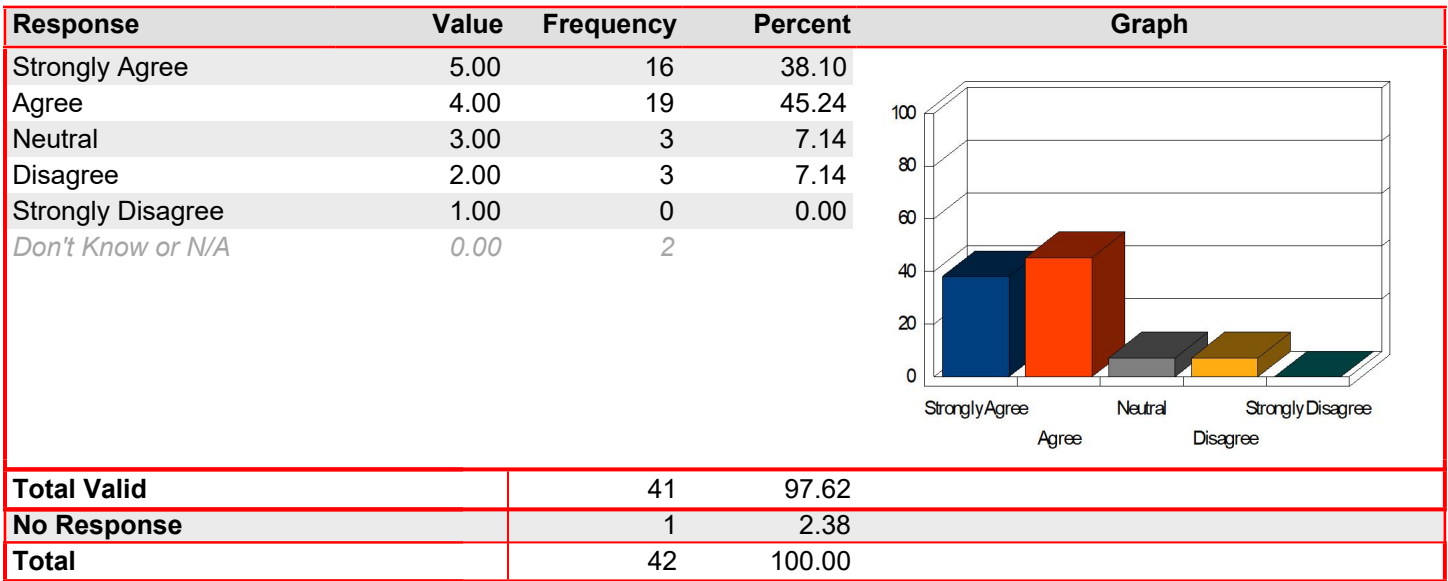 Response Value Frequency Percent Graph
Strongly Agree 5.00 16 38.10
Agree 4.00 19 45.24
Neutral 3.00 3 7.14
Disagree 2.00 3 7.14
Strongly Disagree 1.00 0 0.00
Don't Know or N/A 0.00 2
100
80
60
40
20
0
Strongly Agree Neutral Strongly Disagree
Agree Disagree
Total Valid 41 97.62
No Response 1 2.38
Total 42 100.00